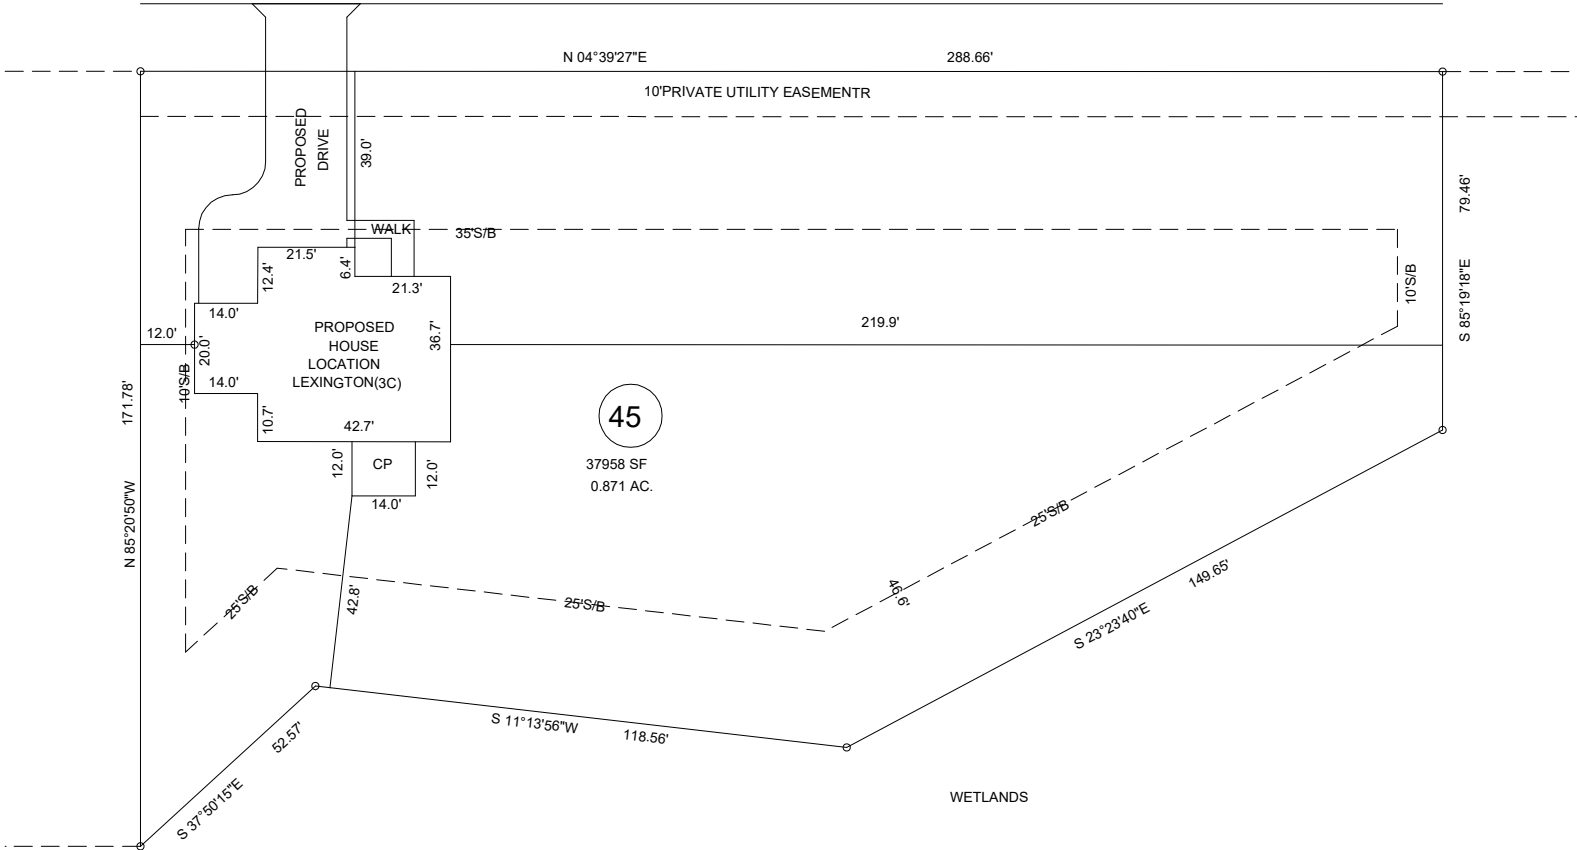 N 04°39'27"E
288.66'
10'PRIVATE UTILITY EASEMENTR
PROPOSED
DRIVE
39.0'
79.46'
S 85°19'18"E
WALK
35'S/B
21.5'
12.4'
6.4'
21.3'
10'S/B
14.0'
12.0'
20.0'
PROPOSED
HOUSE
LOCATION
LEXINGTON(3C)
36.7'
219.9'
10'S/B
14.0'
171.78'
N 85°20'50"W
10.7'
42.7'
45
12.0'
CP
12.0'
14.0'
37958 SF
0.871 AC.
25'S/B
25'S/B
42.8'
25'S/B
46.6'
149.65'
S 23°23'40"E
S 11°13'56"W
118.56'
52.57'
S 37°50'15"E
WETLANDS